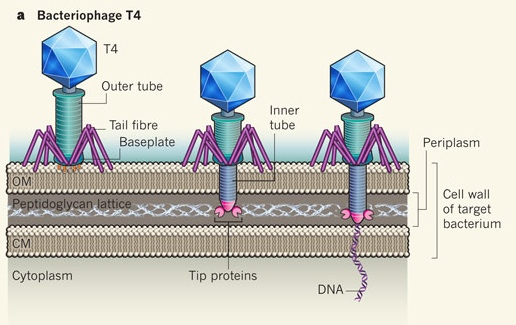 a Bacteriophage T4
T4
Outer tube
Tail fibre
Baseplate
Inner
tube
Periplasm
OM
Peptidoglycan lattice
Cell wall
of target
bacterium
CM
Cytoplasm
Tip proteins
DNA